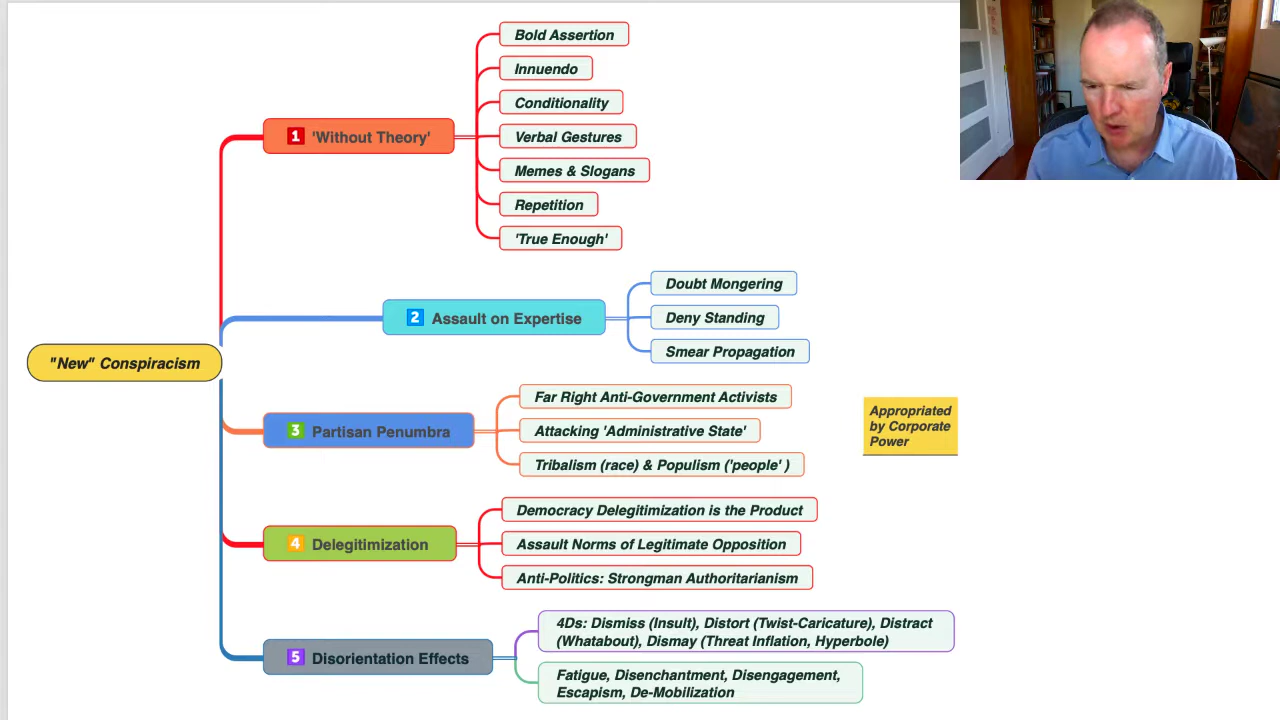 Bold Assertion
Innuendo
Conditionality
1 'Without Theory'
Verbal Gestures
Memes & Slogans
Repetition
'True Enough'
Doubt Mongering
2 Assault on Expertise
Deny Standing
Smear Propagation
"New" Conspiracism
Far Right Anti-Government Activists
3 Partisan Penumbra
Attacking 'Administrative State'
Tribalism (race) & Populism ('people' )
Appropriated
by Corporate
Power
Democracy Delegitimization is the Product
4 Delegitimization
Assault Norms of Legitimate Opposition
Anti-Politics: Strongman Authoritarianism
4Ds: Dismiss (Insult), Distort (Twist-Caricature), Distract
(Whatabout), Dismay (Threat Inflation, Hyperbole)
5 Disorientation Effects
Fatigue, Disenchantment, Disengagement,
Escapism, De-Mobilization